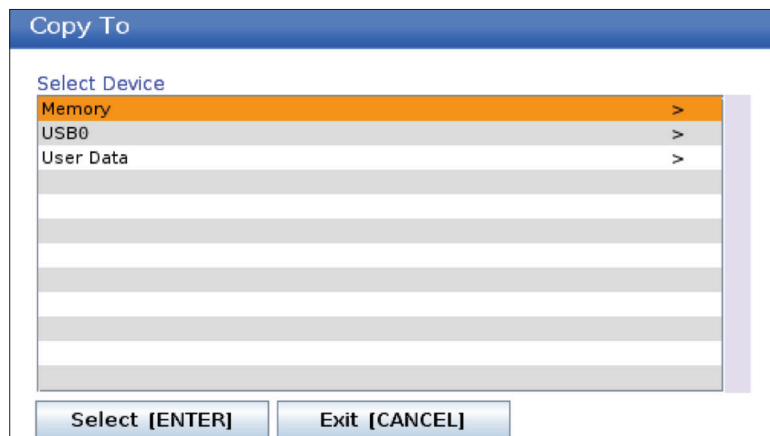 Copy To
Select Device
Memory >
USB0 >
User Data >
Select [ENTER] Exit [CANCEL]